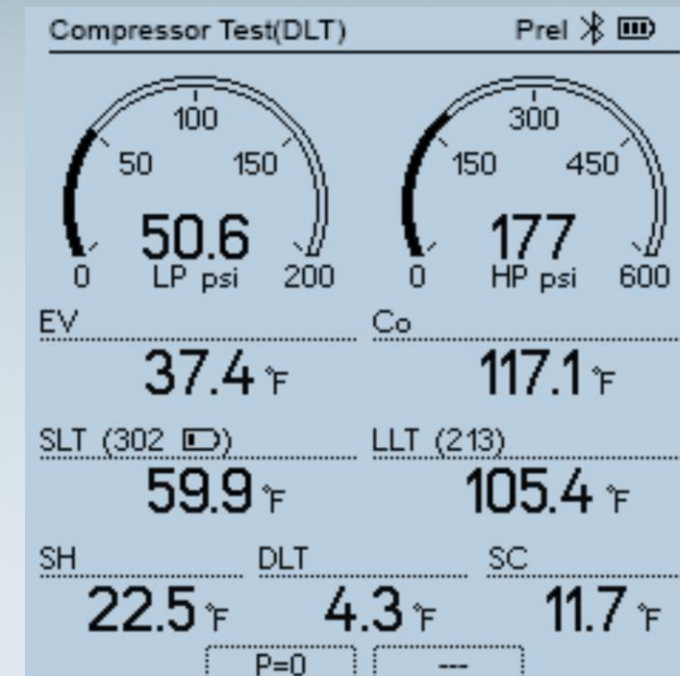 Compressor Test(DLT) Prel
100 300
50 150 150 450
50.6 177
0 LP psi 200 0 HP psi 600
EV Co
37.4 °F 117.1 °F
SLT (302) LLT (213)
59.9 °F 105.4 °F
SH DLT SC
22.5 °F 4.3 °F 11.7 °F
P=0 ---